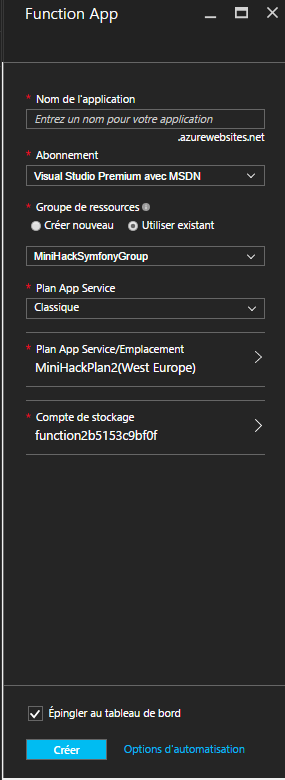 Function App
* Nom de l'application
Entrez un nom pour votre application
.azurewebsites.net
* Abonnement
Visual Studio Premium avec MSDN
* Groupe de ressources
Créer nouveau Utiliser existant
MiniHackSymfonyGroup
* Plan App Service
Classique
* Plan App Service/Emplacement
MiniHackPlan2(West Europe)
* Compte de stockage
function2b5153c9bf0f
Épingler au tableau de bord
Créer Options d'automatisation